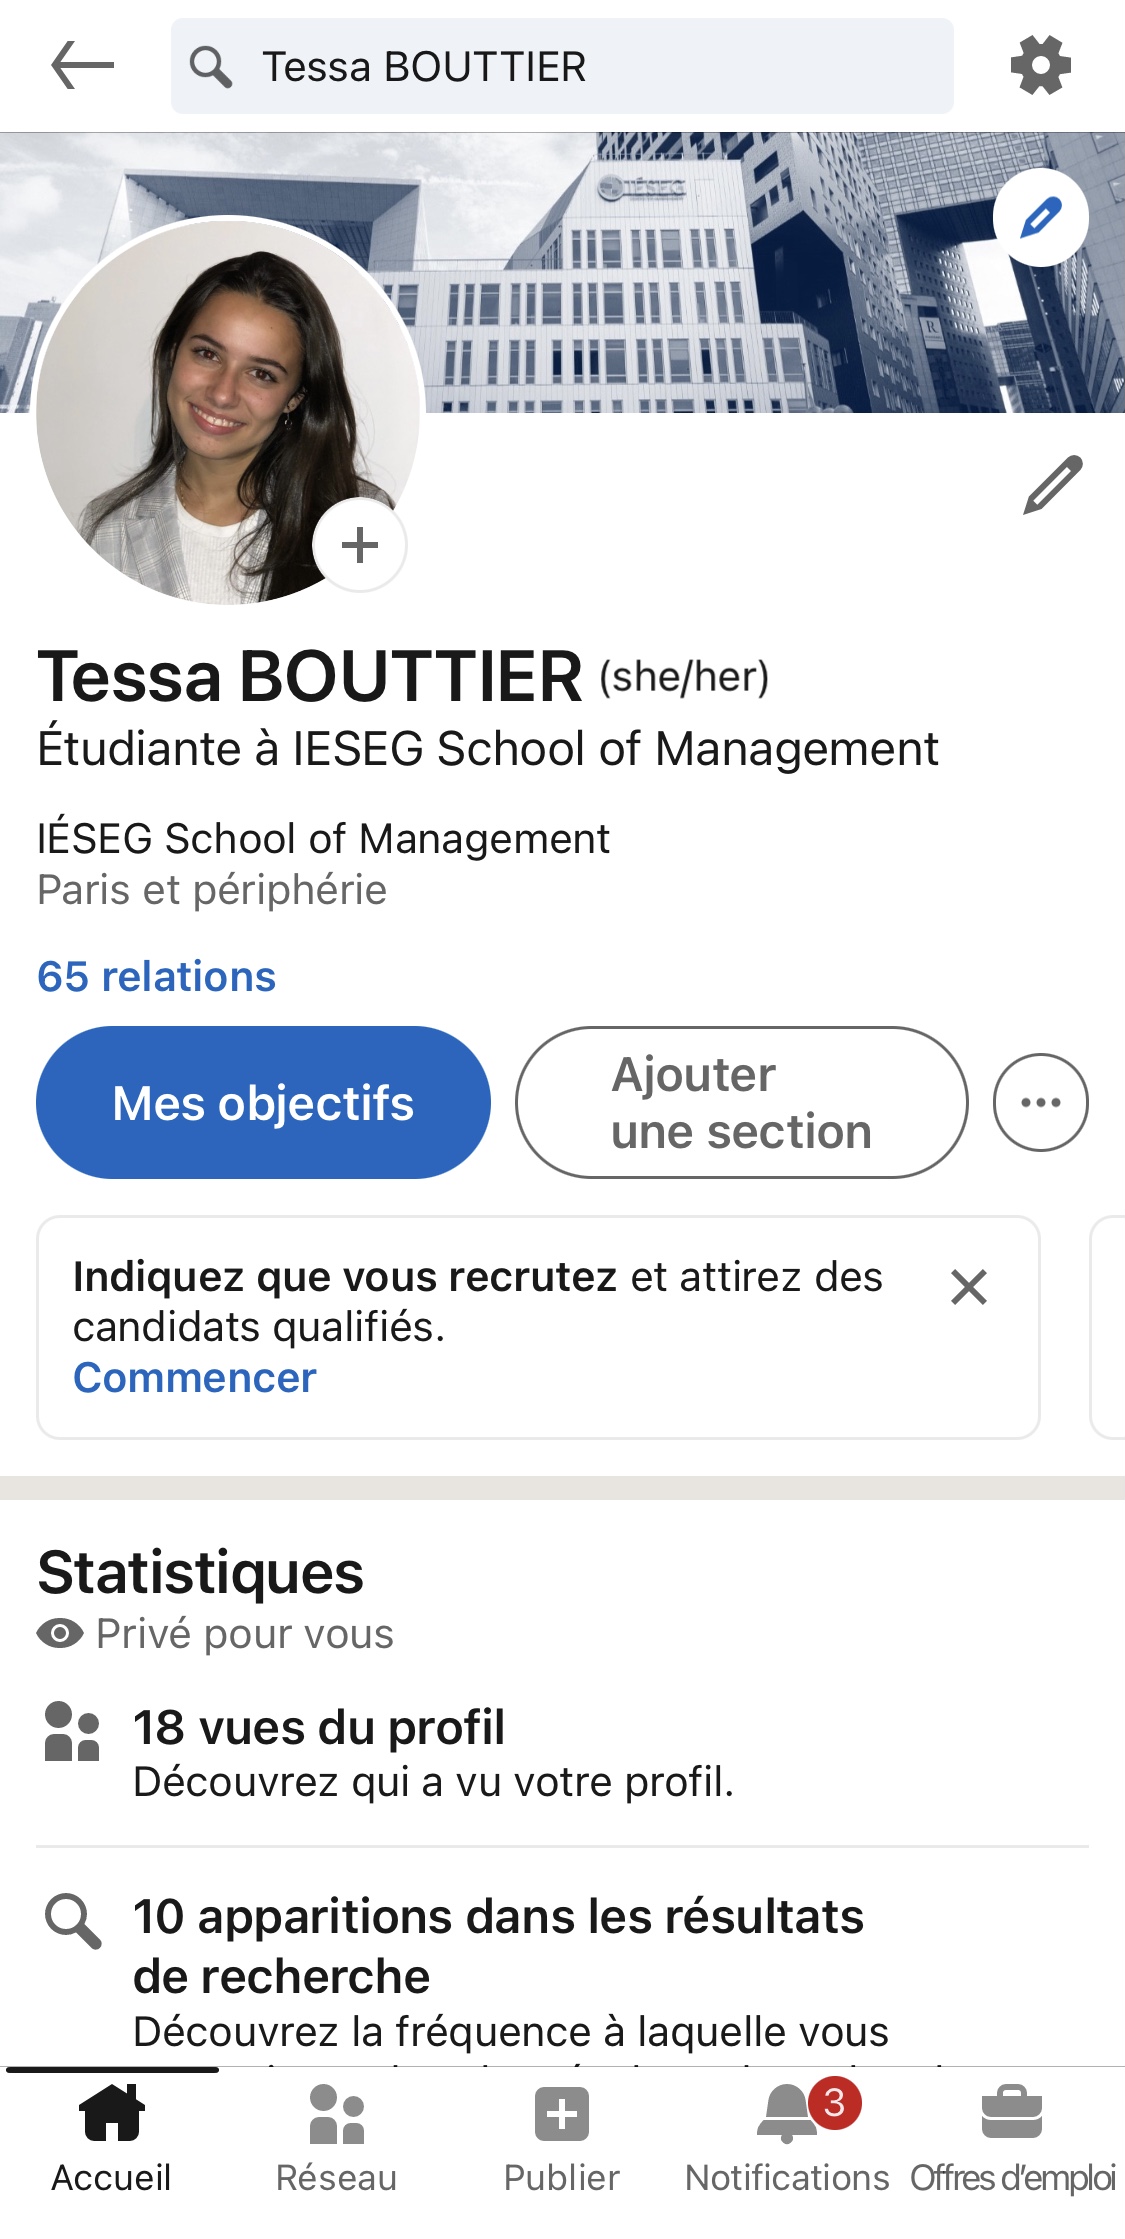 Tessa BOUTTIER
IÉSEG
R
Tessa BOUTTIER (she/her)
Étudiante à IESEG School of Management
IÉSEG School of Management
Paris et périphérie
65 relations
Mes objectifs
Ajouter
une section
Indiquez que vous recrutez et attirez des
candidats qualifiés.
Commencer
Statistiques
Privé pour vous
18 vues du profil
Découvrez qui a vu votre profil.
10 apparitions dans les résultats
de recherche
Découvrez la fréquence à laquelle vous
3
Accueil
Réseau
Publier
Notifications
Offres d'emploi